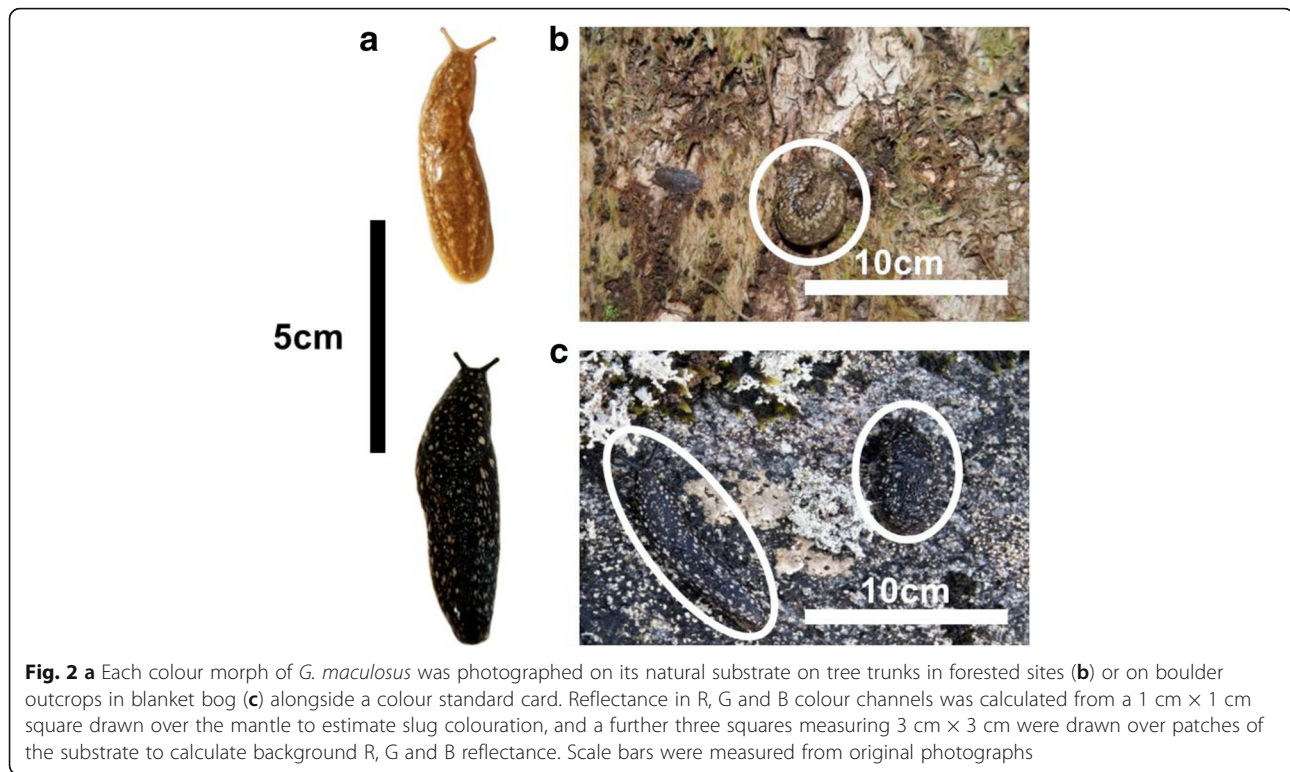 a
b
10cm
5cm
c
10cm
Fig. 2 a Each colour morph of G. maculosus was photographed on its natural substrate on tree trunks in forested sites (b) or on boulder
outcrops in blanket bog (c) alongside a colour standard card. Reflectance in R, G and B colour channels was calculated from a 1 cm × 1 cm
square drawn over the mantle to estimate slug colouration, and a further three squares measuring 3 cm × 3 cm were drawn over patches of
the substrate to calculate background R, G and B reflectance. Scale bars were measured from original photographs